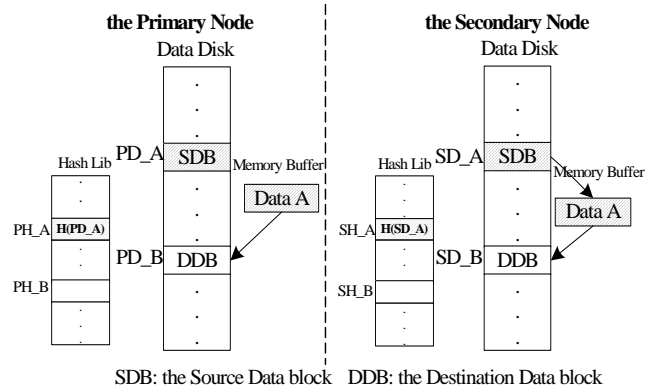 the Primary Node
Data Disk
Hash Lib
PH_A
H(PD_A)
PH_B
PD_A
SDB
Memory Buffer
Data A
PD_B
DDB
the Secondary Node
Data Disk
Hash Lib
SH_A
H(SD_A)
SH_B
SD_A
SDB
Memory Buffer
Data A
SD_B
DDB
SDB: the Source Data block DDB: the Destination Data block